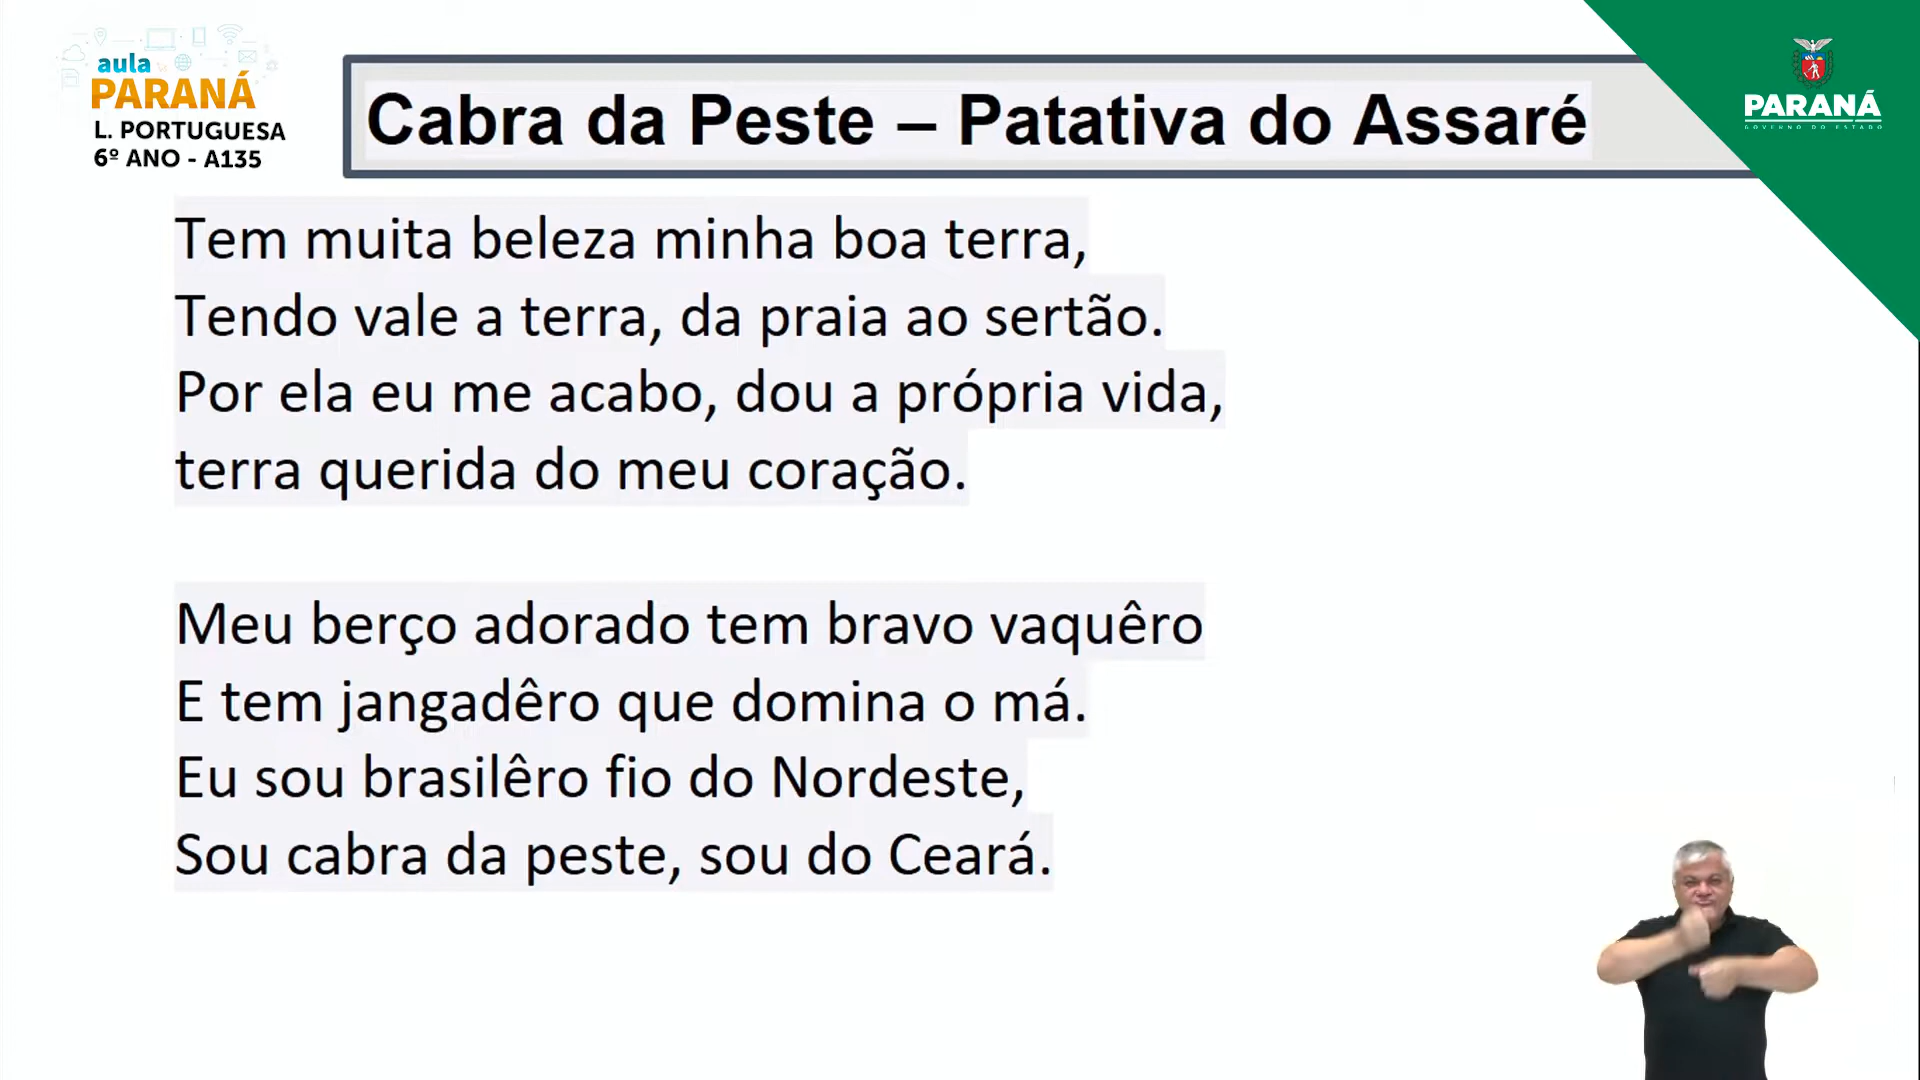 aula
PARANÁ
L. PORTUGUESA
6º ANO - A135
Cabra da Peste – Patativa do Assaré
PARANÁ
GOVERNO DO ESTADO
Tem muita beleza minha boa terra,
Tendo vale a terra, da praia ao sertão.
Por ela eu me acabo, dou a própria vida,
terra querida do meu coração.
Meu berço adorado tem bravo vaquêro
E tem jangadêro que domina o má.
Eu sou brasilêro fio do Nordeste,
Sou cabra da peste, sou do Ceará.